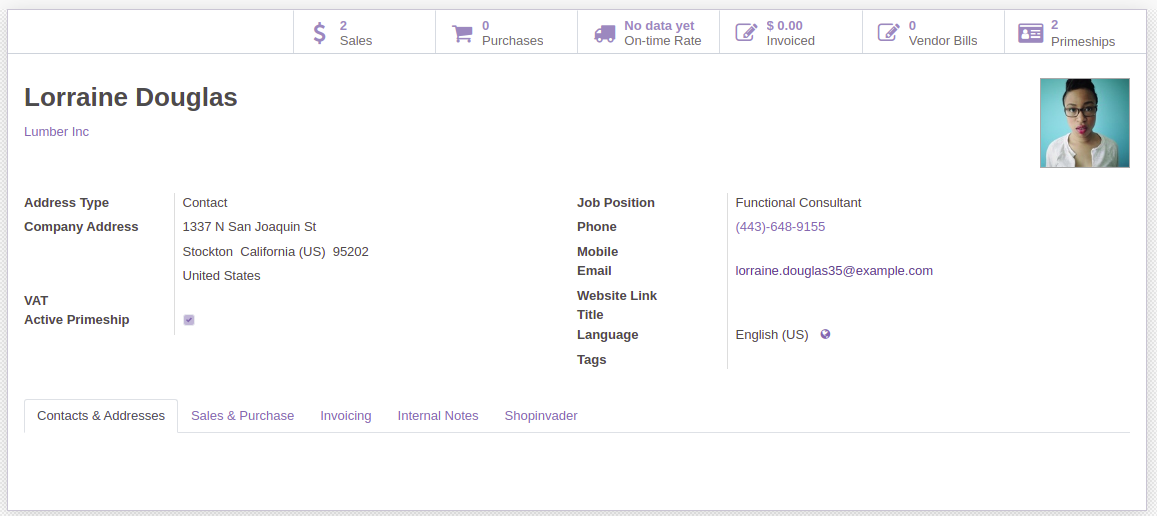 2
Sales
0
Purchases
No data yet
On-time Rate
$ 0.00
Invoiced
0
Vendor Bills
2
Primeships
Lorraine Douglas
Lumber Inc
Address Type Contact
Company Address 1337 N San Joaquin St
Stockton California (US) 95202
United States
VAT
Active Primeship
Job Position Functional Consultant
Phone (443)-648-9155
Mobile
Email lorraine.douglas35@example.com
Website Link
Title
Language English (US)
Tags
Contacts & Addresses Sales & Purchase Invoicing Internal Notes Shopinvader